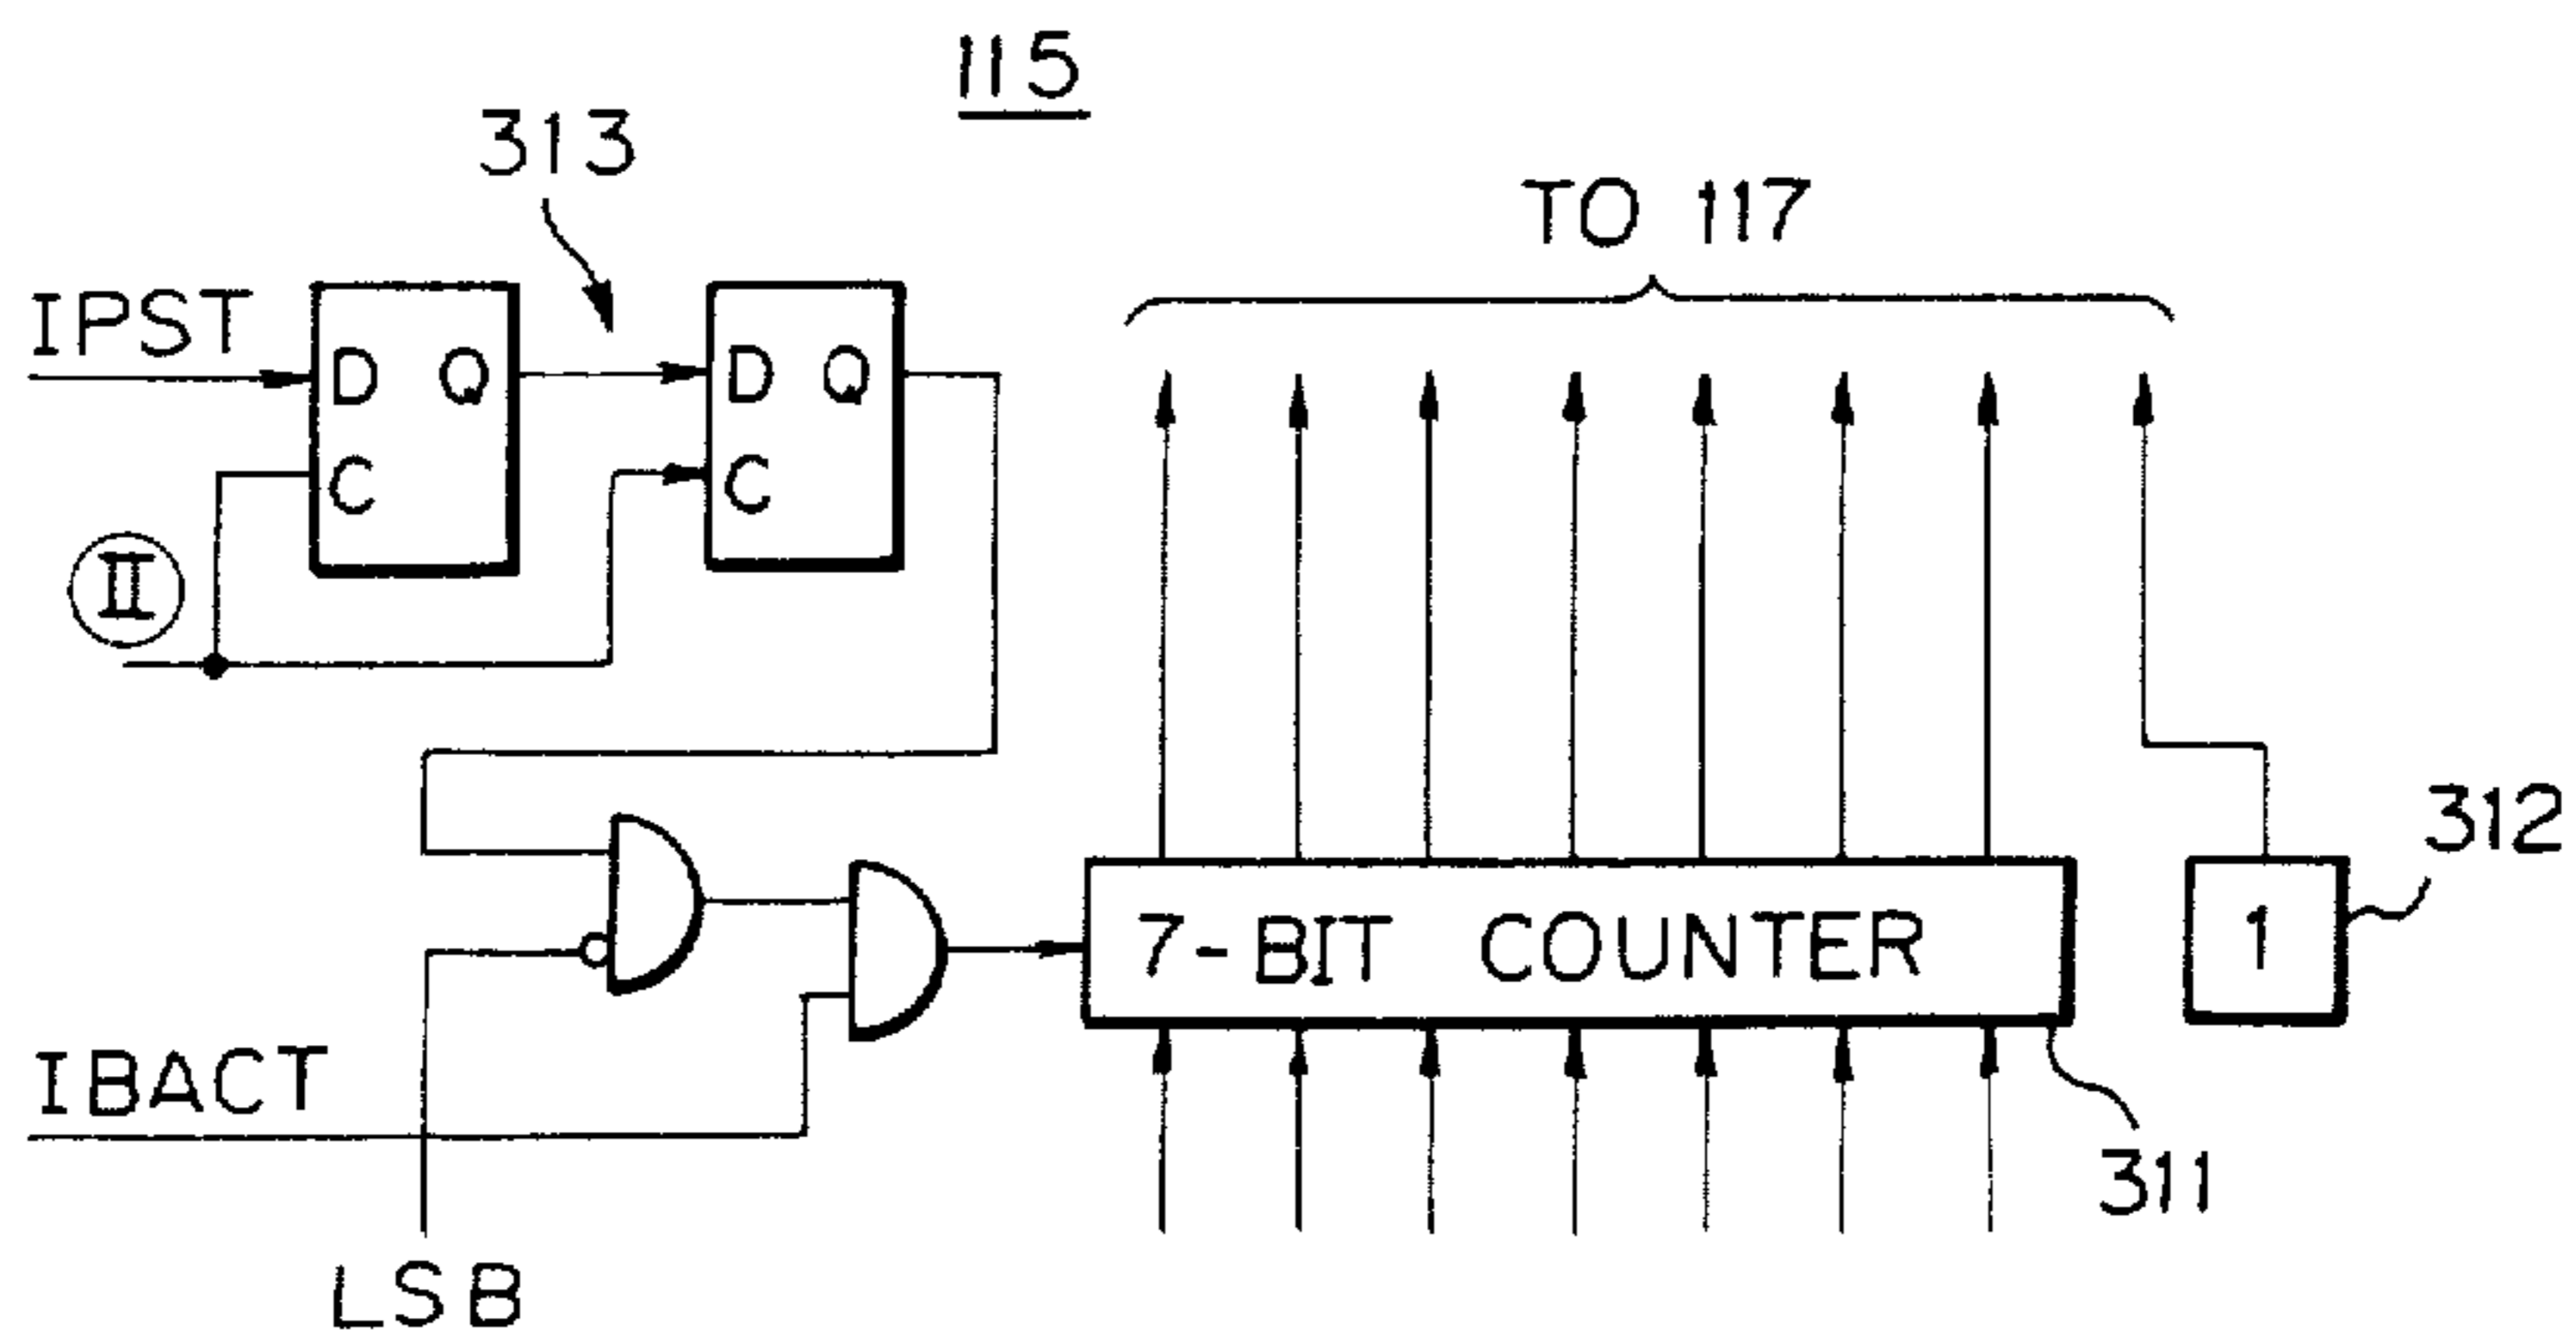 115
313
TO 117
IPST
D Q
C
D Q
C
II
312
7-BIT COUNTER
1
IBACT
311
LSB